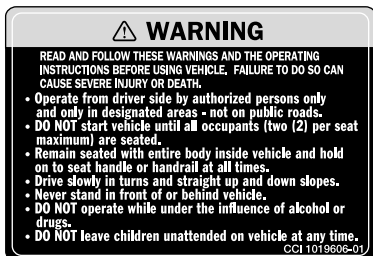 ⚠ WARNING
READ AND FOLLOW THESE WARNINGS AND THE OPERATING
INSTRUCTIONS BEFORE USING VEHICLE. FAILURE TO DO SO CAN
CAUSE SEVERE INJURY OR DEATH.
• Operate from driver side by authorized persons only
and only in designated areas - not on public roads.
• DO NOT start vehicle until all occupants (two (2) per seat
maximum) are seated.
• Remain seated with entire body inside vehicle and hold
on to seat handle or handrail at all times.
• Drive slowly in turns and straight up and down slopes.
• Never stand in front of or behind vehicle.
• DO NOT operate while under the influence of alcohol or
drugs.
• DO NOT leave children unattended on vehicle at any time.
CCI 1019606-01